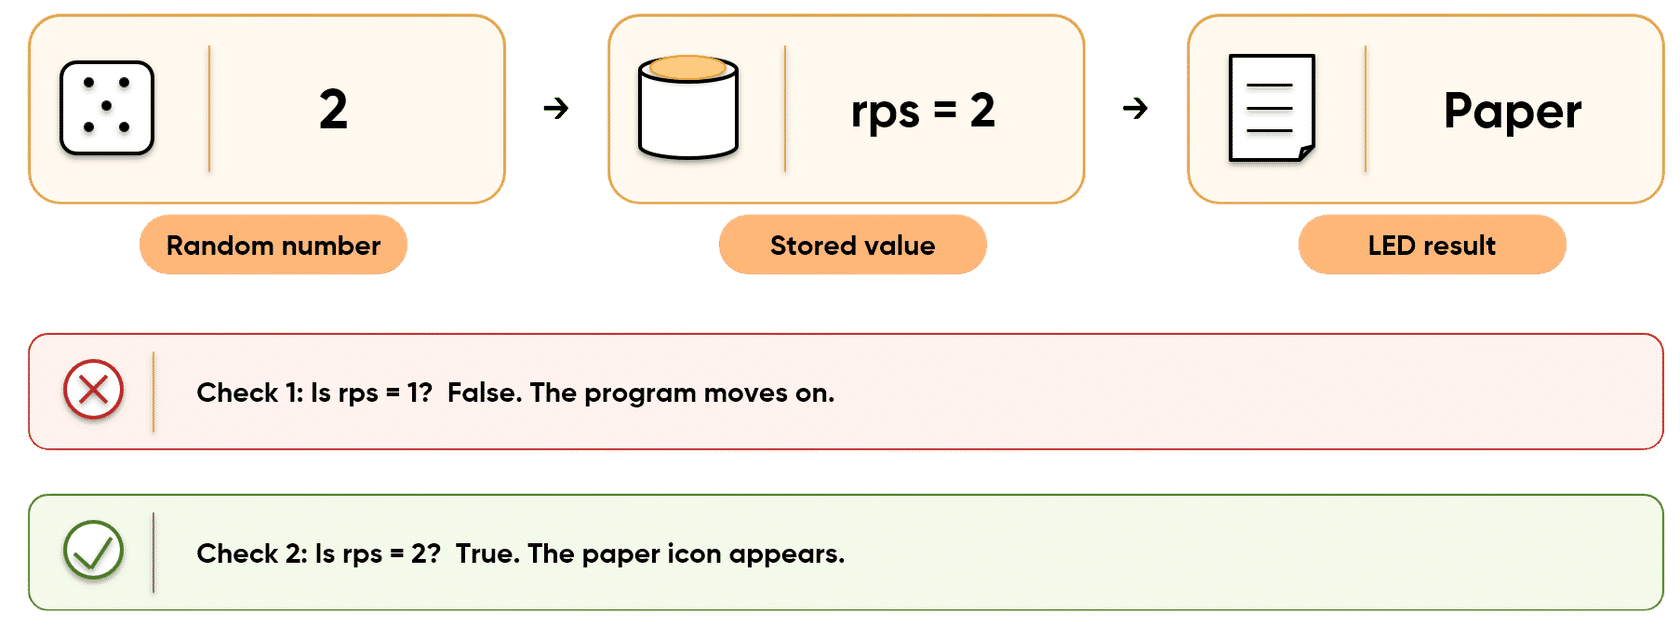 2
rps = 2
Paper
Random number
Stored value
LED result
Check 1: Is rps = 1? False. The program moves on.
Check 2: Is rps = 2? True. The paper icon appears.